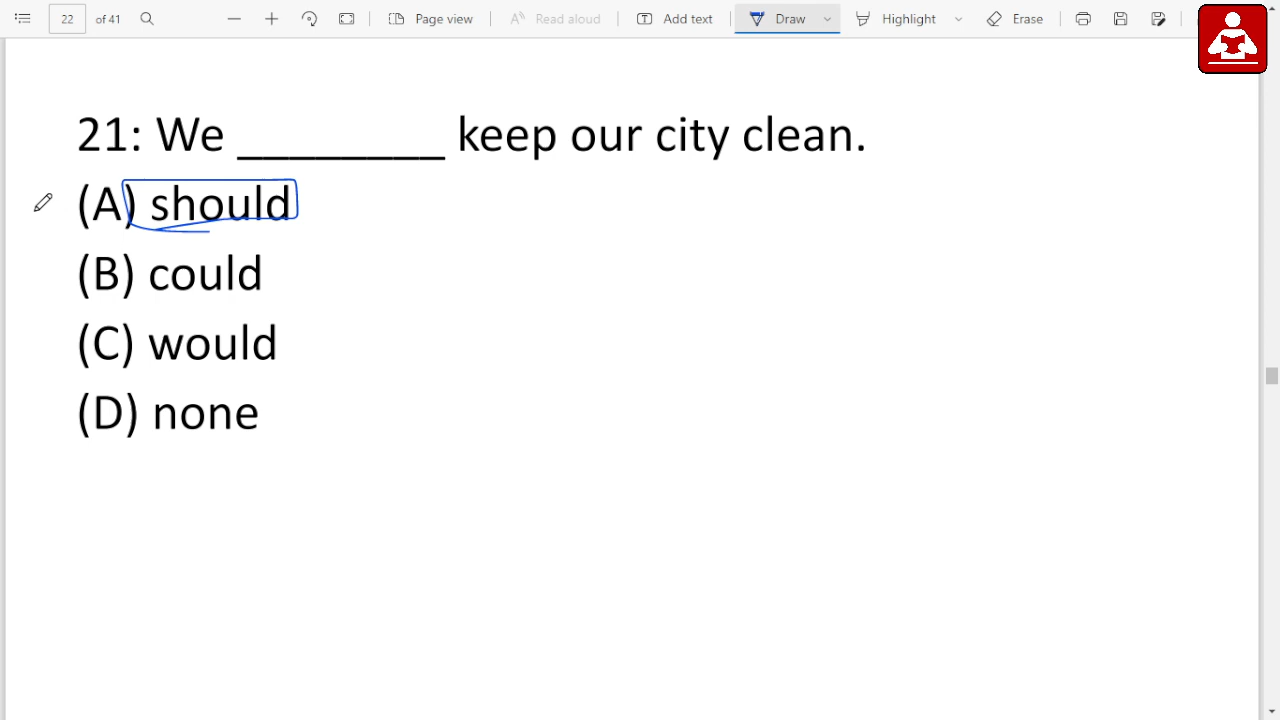 22 of 41 Page view Read aloud Add text Draw Highlight Erase
21: We ________ keep our city clean.
(A) should
(B) could
(C) would
(D) none